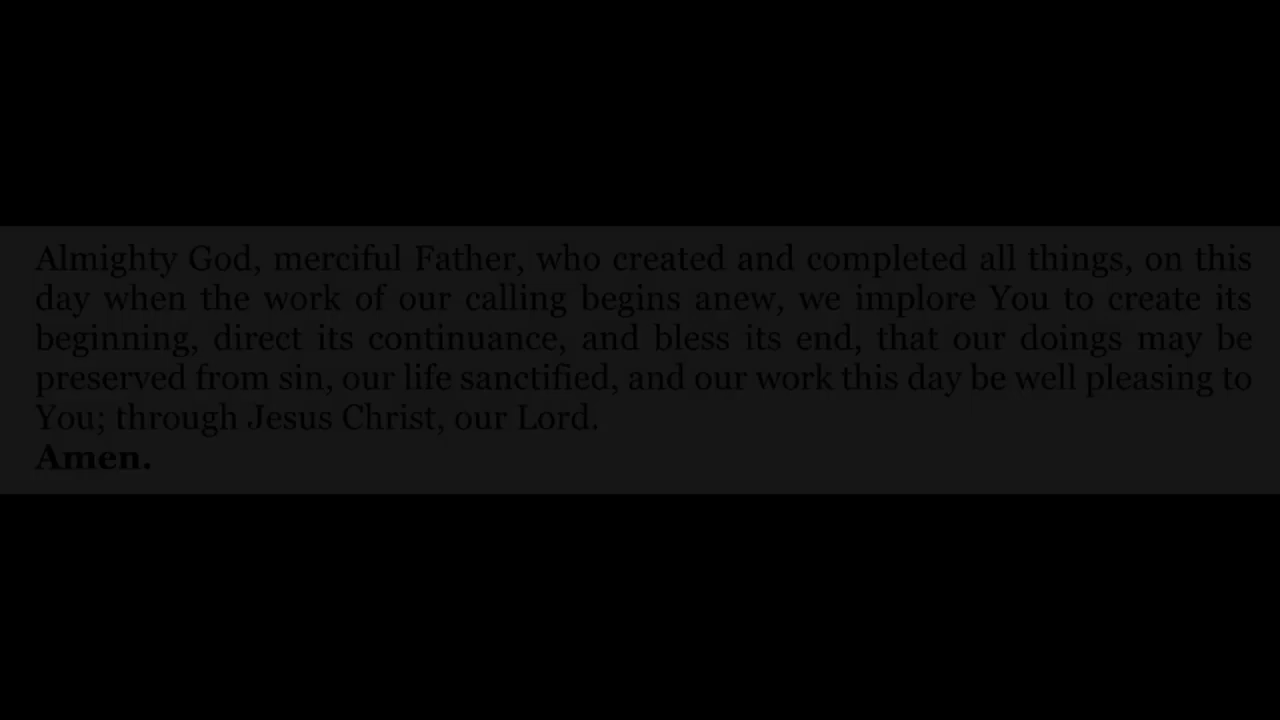 Almighty God, merciful Father, who created and completed all things, on this
day when the work of our calling begins anew, we implore You to create its
beginning, direct its continuance, and bless its end, that our doings may be
preserved from sin, our life sanctified, and our work this day be well pleasing to
You; through Jesus Christ, our Lord.
Amen.